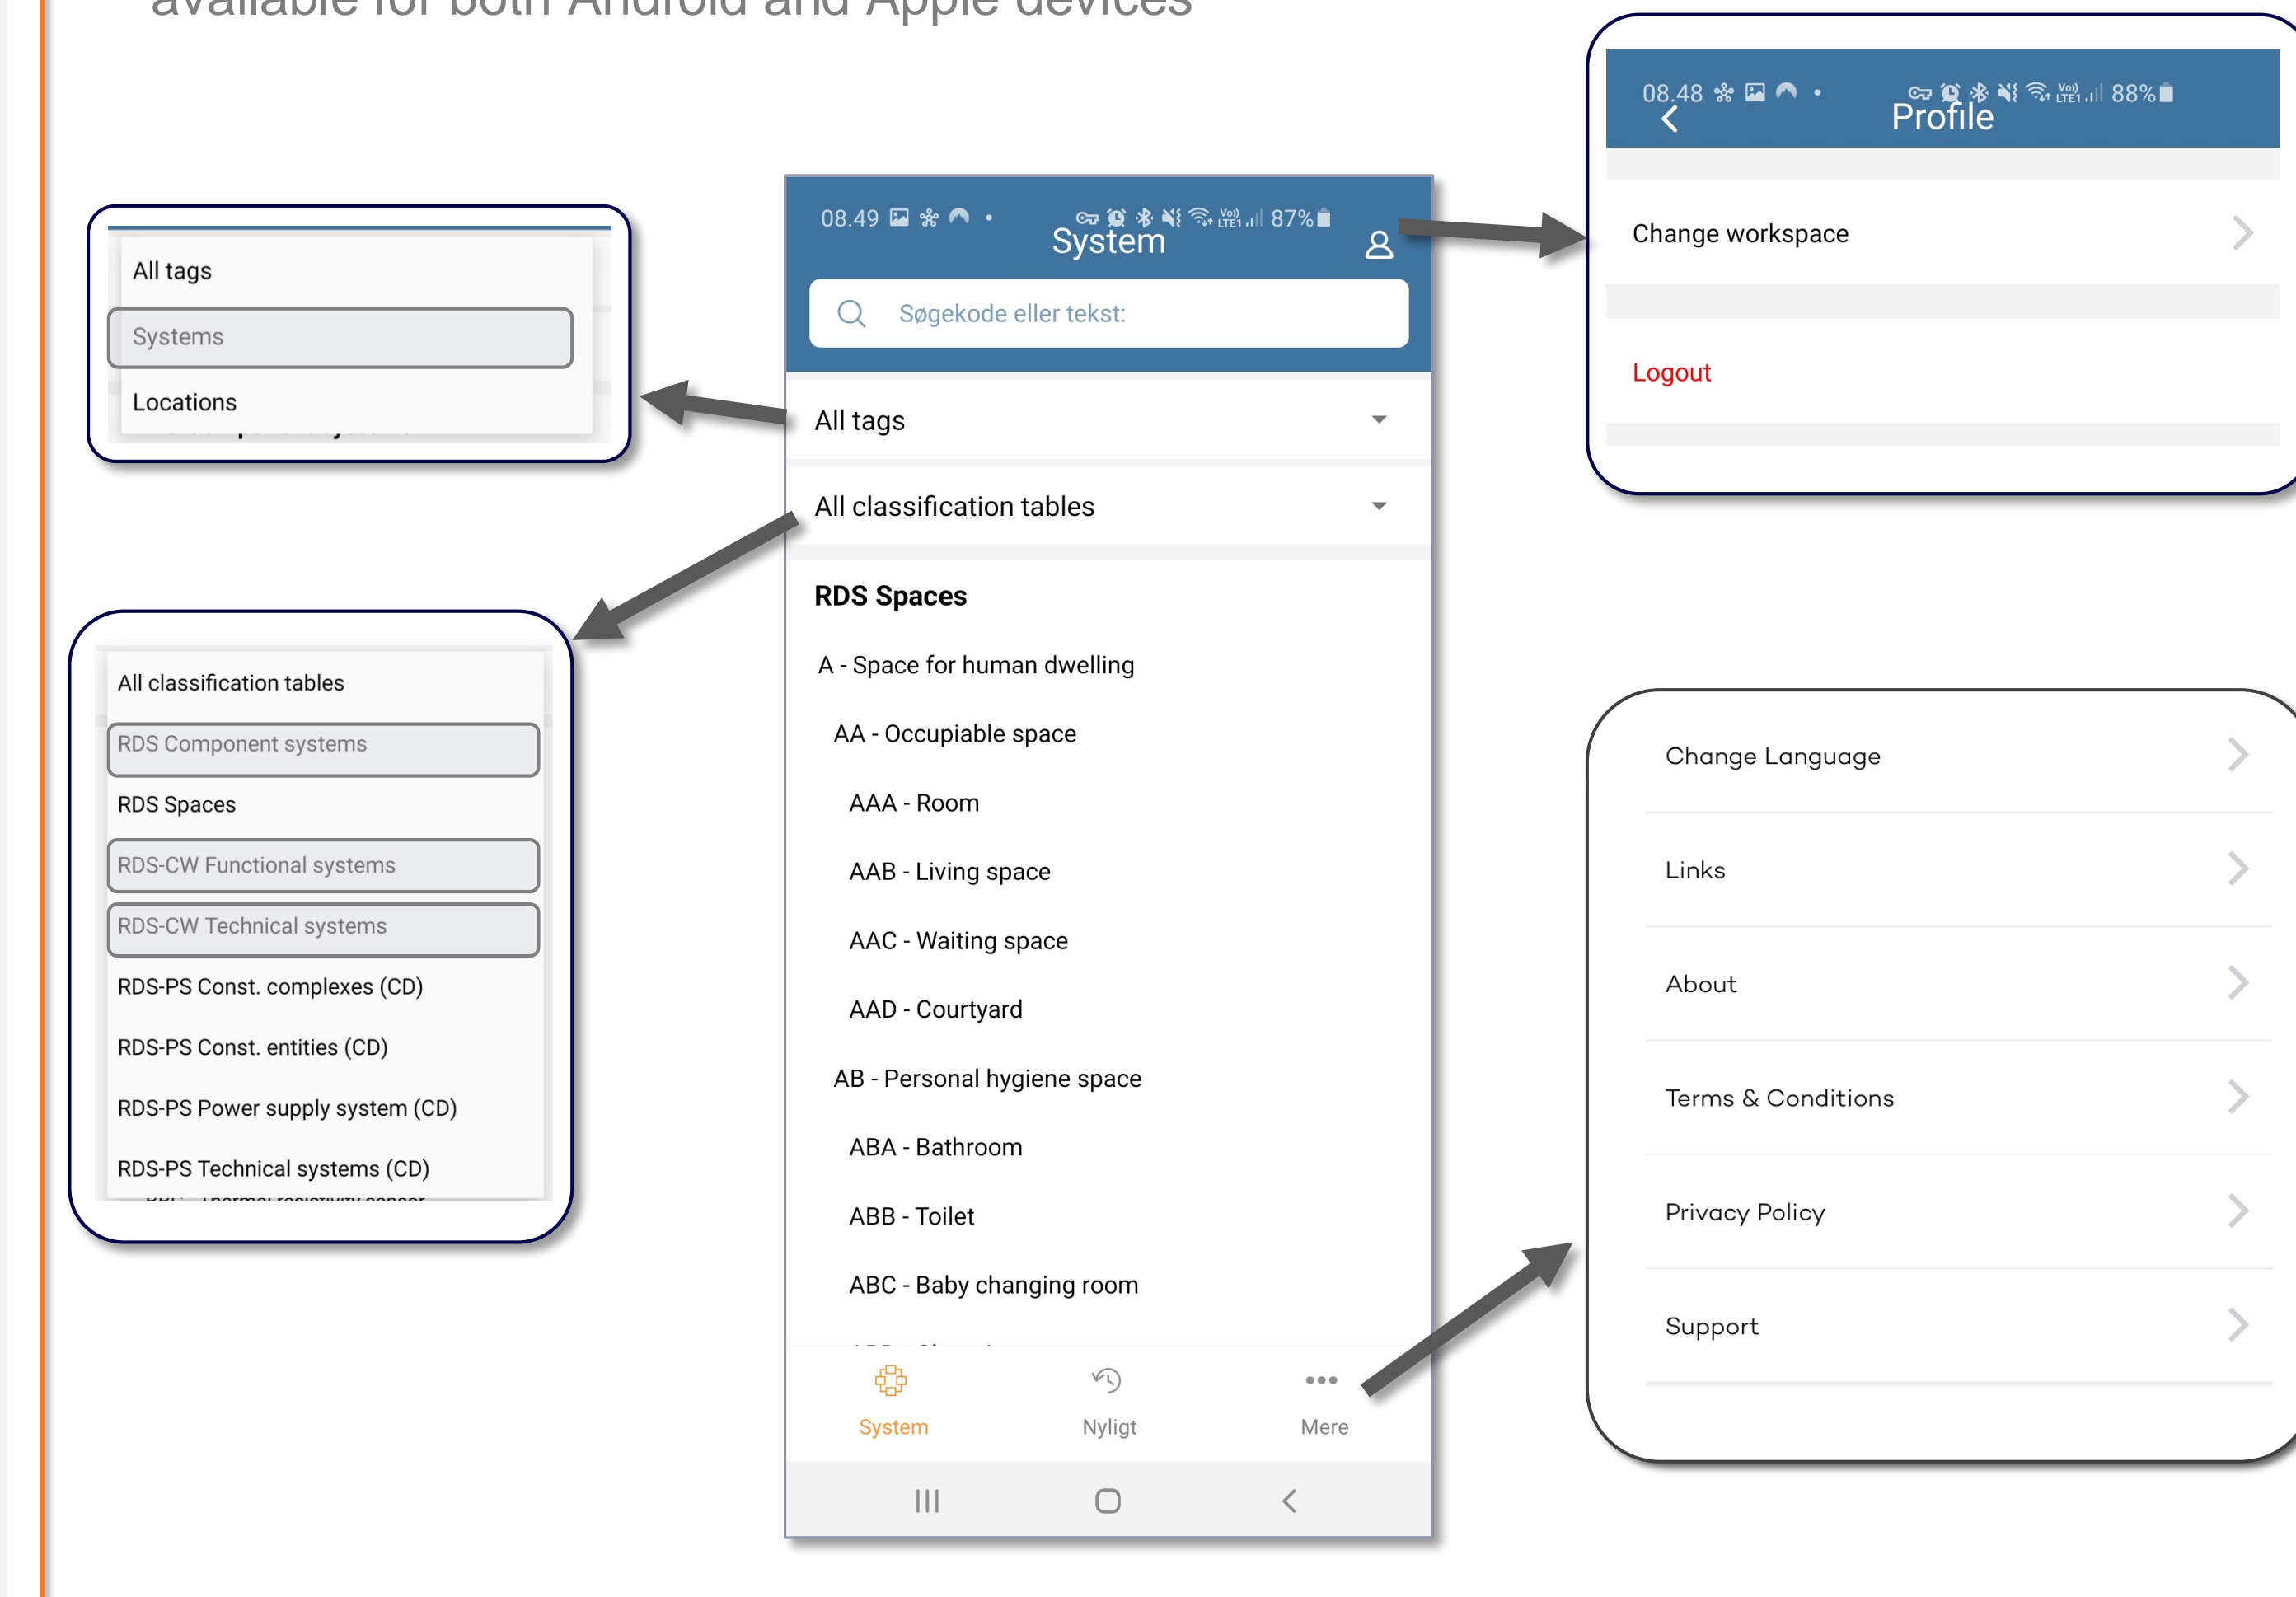 available for both Android and Apple devices
08.48
Vo))
LTE1
88%
Profile
Change workspace
Logout
08.49
Vo))
LTE1
87%
System
Søgekode eller tekst:
All tags
All classification tables
RDS Spaces
A - Space for human dwelling
AA - Occupiable space
AAA - Room
AAB - Living space
AAC - Waiting space
AAD - Courtyard
AB - Personal hygiene space
ABA - Bathroom
ABB - Toilet
ABC - Baby changing room
System
Nyligt
Mere
All tags
Systems
Locations
All classification tables
RDS Component systems
RDS Spaces
RDS-CW Functional systems
RDS-CW Technical systems
RDS-PS Const. complexes (CD)
RDS-PS Const. entities (CD)
RDS-PS Power supply system (CD)
RDS-PS Technical systems (CD)
Change Language
Links
About
Terms & Conditions
Privacy Policy
Support